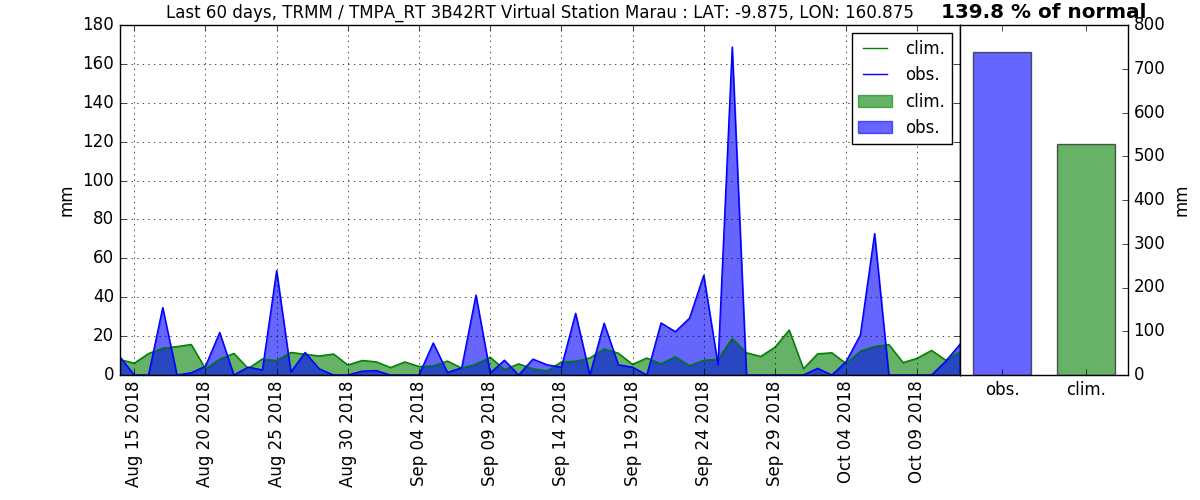 Last 60 days, TRMM / TMPA_RT 3B42RT Virtual Station Marau : LAT: -9.875, LON: 160.875
139.8 % of normal
180
160
140
120
100
80
60
40
20
0
mm
clim.
obs.
clim.
obs.
Aug 15 2018
Aug 20 2018
Aug 25 2018
Aug 30 2018
Sep 04 2018
Sep 09 2018
Sep 14 2018
Sep 19 2018
Sep 24 2018
Sep 29 2018
Oct 04 2018
Oct 09 2018
800
700
600
500
400
300
200
100
0
mm
obs.
clim.